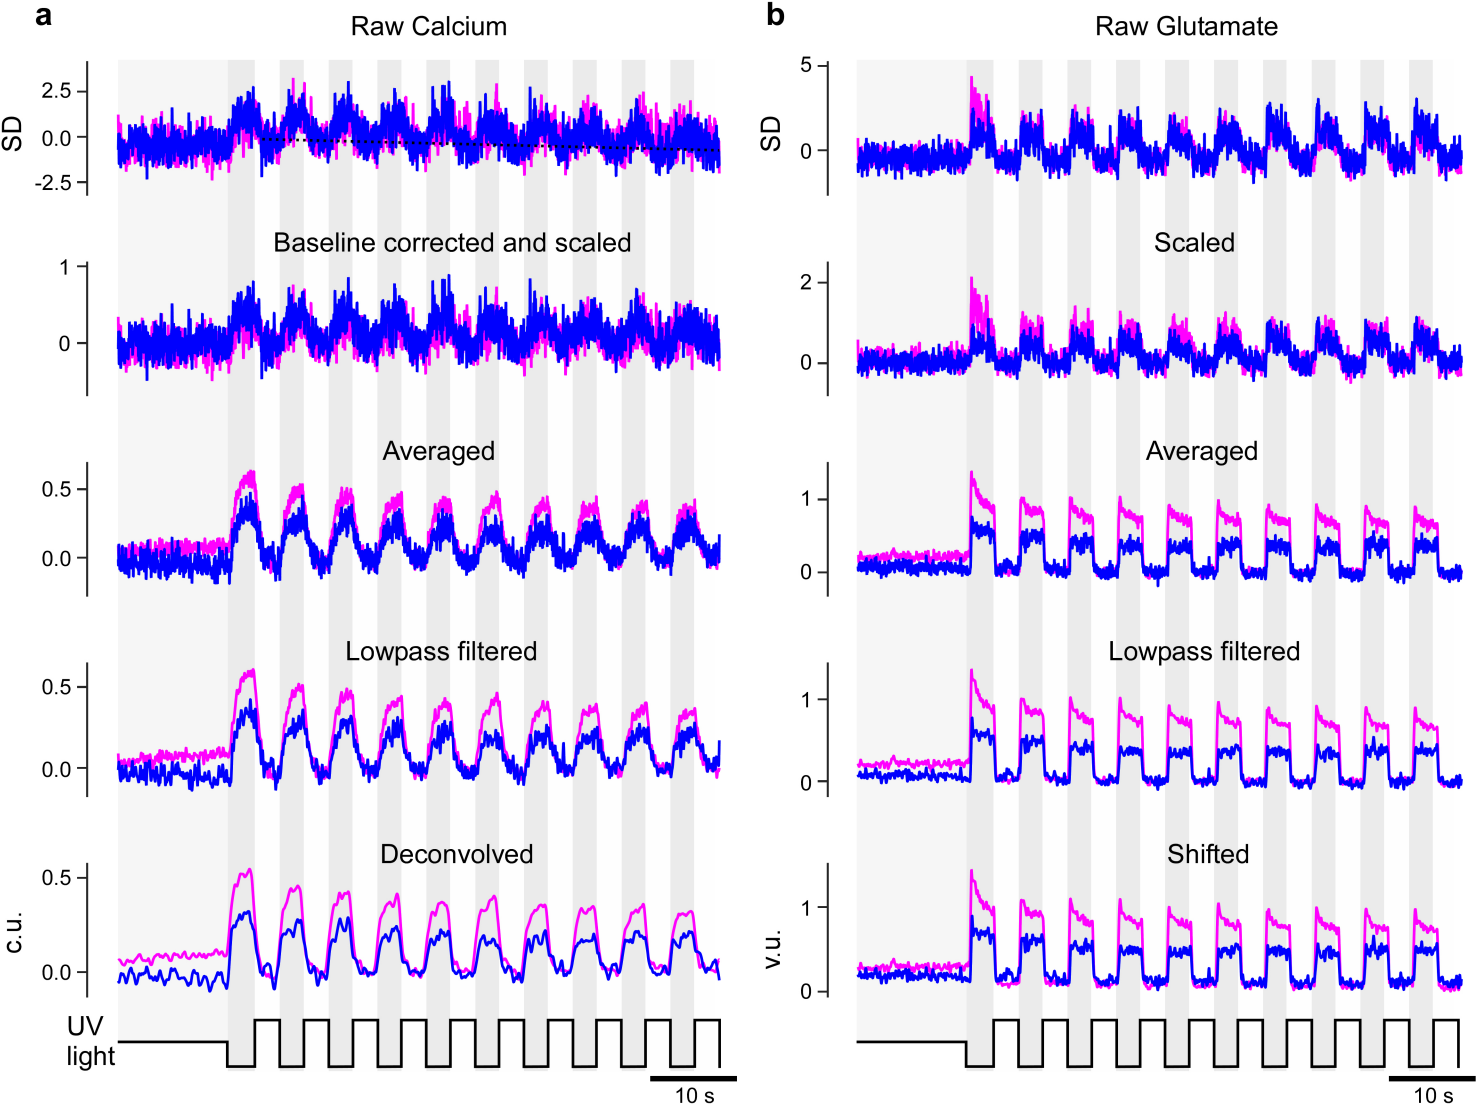 a
Raw Calcium
2.5
0.0
-2.5
SD
Baseline corrected and scaled
1
0
Averaged
0.5
0.0
Lowpass filtered
0.5
0.0
Deconvolved
0.5
0.0
c.u.
UV
light
10 s
b
Raw Glutamate
5
0
SD
Scaled
2
0
Averaged
1
0
Lowpass filtered
1
0
Shifted
1
0
v.u.
10 s